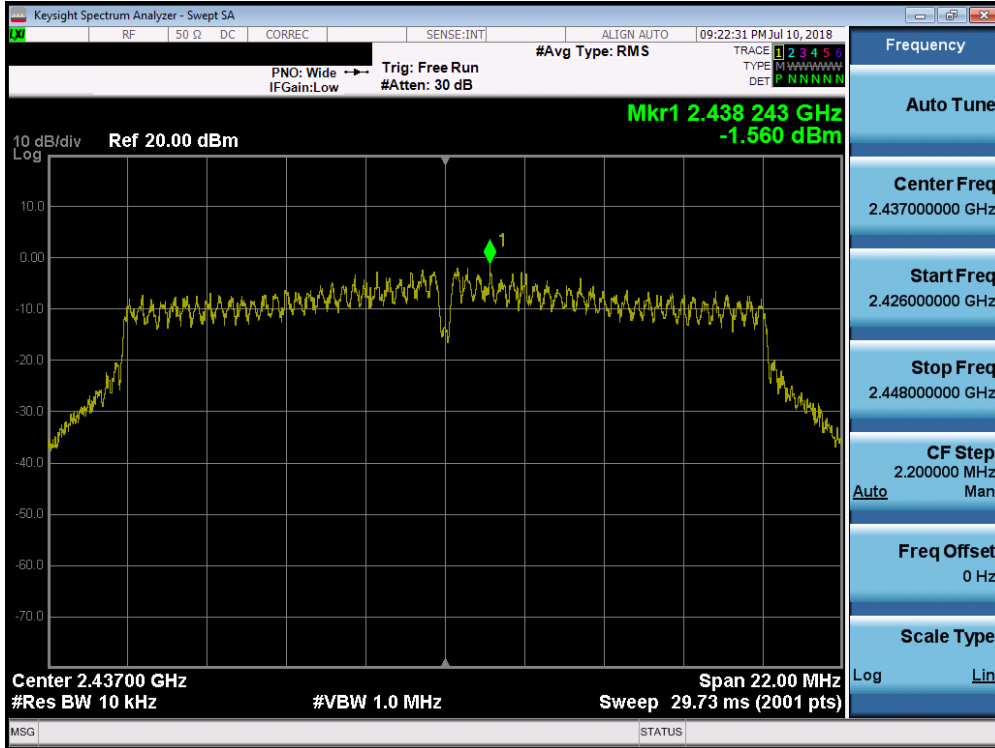 Keysight Spectrum Analyzer - Swept SA
LXI RF 50 Ω DC CORREC SENSE:INT ALIGN AUTO 09:22:31 PM Jul 10, 2018
PNO: Wide
IFGain:Low
Trig: Free Run
#Atten: 30 dB
#Avg Type: RMS
TRACE 1 2 3 4 5 6
TYPE M WWWWW
DET P N N N N N
Mkr1 2.438 243 GHz
-1.560 dBm
10 dB/div Ref 20.00 dBm
Log
10.0
1
0.00
-10.0
-20.0
-30.0
-40.0
-50.0
-60.0
-70.0
Center 2.43700 GHz Span 22.00 MHz
#Res BW 10 kHz #VBW 1.0 MHz Sweep 29.73 ms (2001 pts)
MSG STATUS
Frequency
Auto Tune
Center Freq
2.437000000 GHz
Start Freq
2.426000000 GHz
Stop Freq
2.448000000 GHz
CF Step
2.200000 MHz
Auto Man
Freq Offset
0 Hz
Scale Type
Log Lin